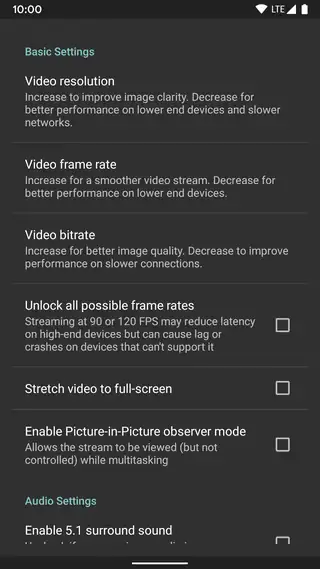 10:00 LTE
Basic Settings
Video resolution
Increase to improve image clarity. Decrease for
better performance on lower end devices and slower
networks.
Video frame rate
Increase for a smoother video stream. Decrease for
better performance on lower end devices.
Video bitrate
Increase for better image quality. Decrease to improve
performance on slower connections.
Unlock all possible frame rates
Streaming at 90 or 120 FPS may reduce latency
on high-end devices but can cause lag or
crashes on devices that can't support it
Stretch video to full-screen
Enable Picture-in-Picture observer mode
Allows the stream to be viewed (but not
controlled) while multitasking
Audio Settings
Enable 5.1 surround sound